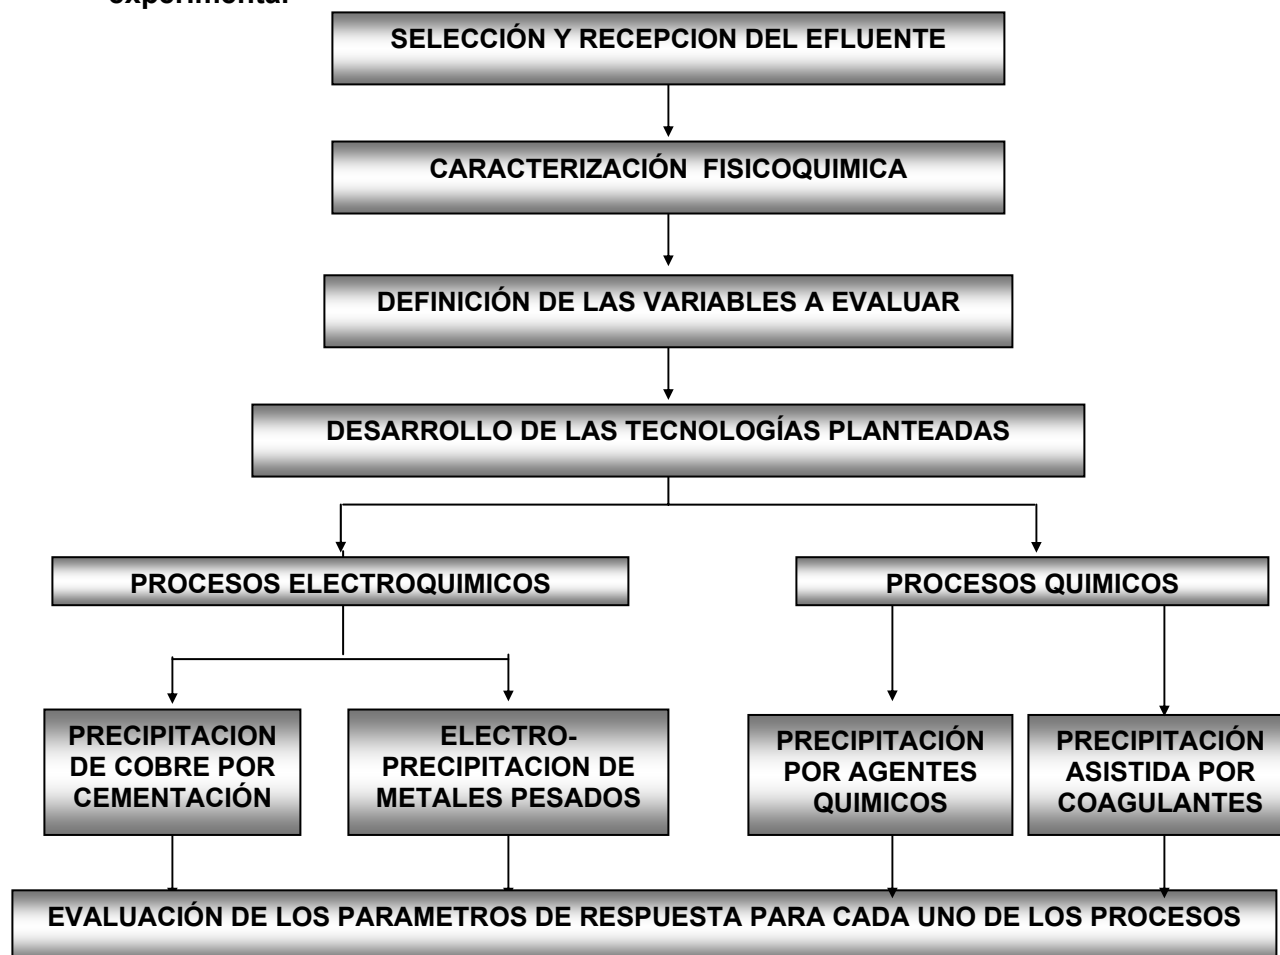 experimental
SELECCIÓN Y RECEPCION DEL EFLUENTE
CARACTERIZACIÓN FISICOQUIMICA
DEFINICIÓN DE LAS VARIABLES A EVALUAR
DESARROLLO DE LAS TECNOLOGÍAS PLANTEADAS
PROCESOS ELECTROQUIMICOS
PROCESOS QUIMICOS
PRECIPITACION
DE COBRE POR
CEMENTACIÓN
ELECTRO-
PRECIPITACION DE
METALES PESADOS
PRECIPITACIÓN
POR AGENTES
QUIMICOS
PRECIPITACIÓN
ASISTIDA POR
COAGULANTES
EVALUACIÓN DE LOS PARAMETROS DE RESPUESTA PARA CADA UNO DE LOS PROCESOS